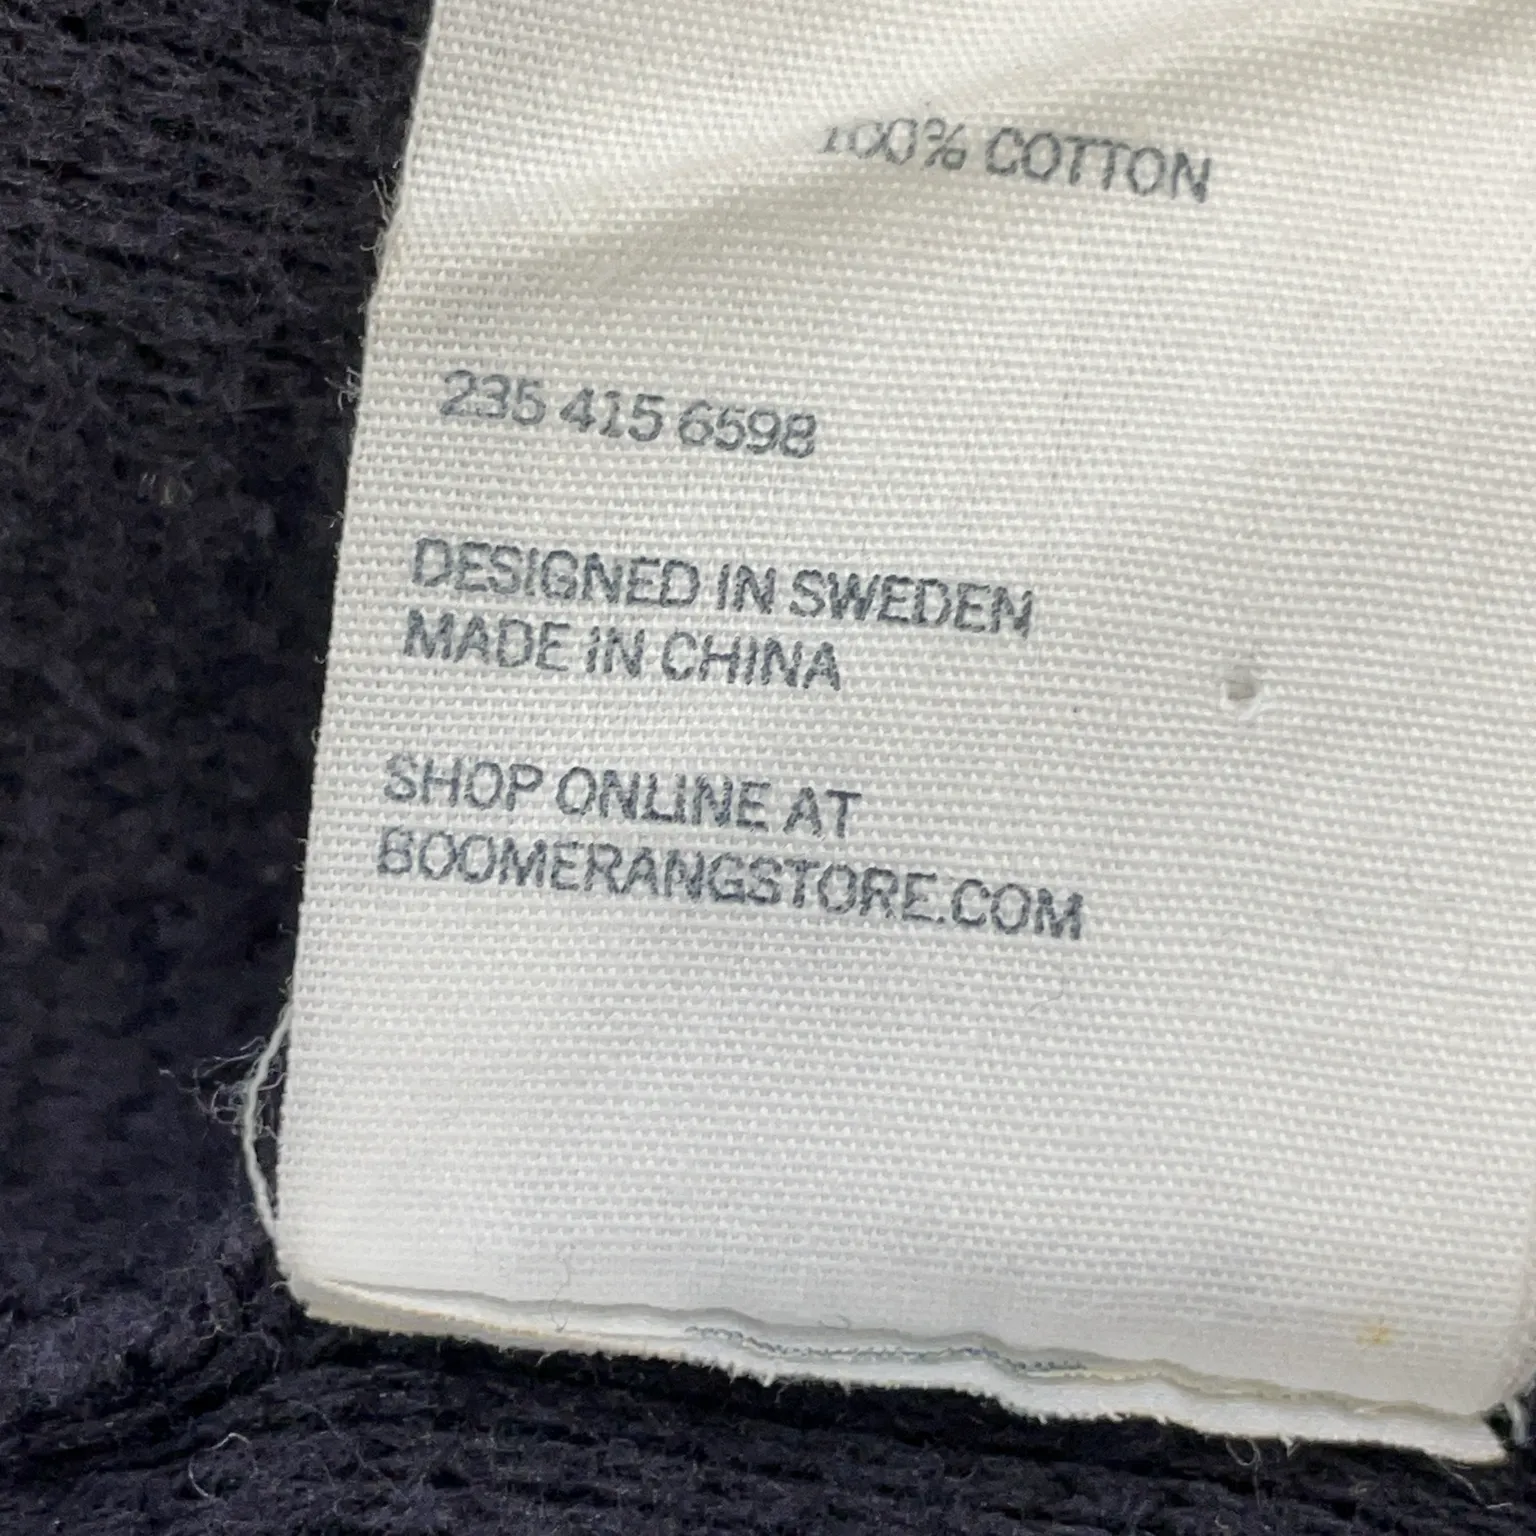 100% COTTON
235 415 6598
DESIGNED IN SWEDEN
MADE IN CHINA
SHOP ONLINE AT
BOOMERANGSTORE.COM